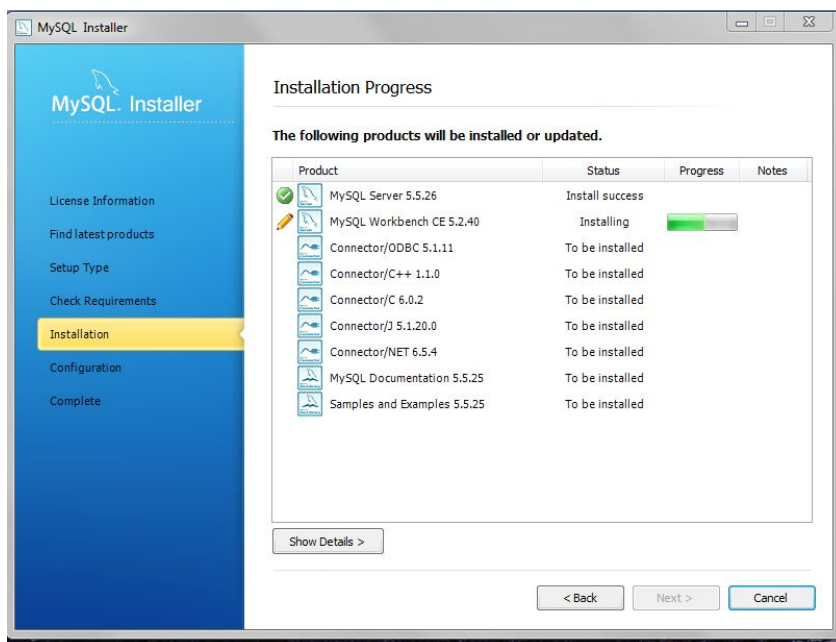 MySQL Installer
MySQL. Installer
License Information
Find latest products
Setup Type
Check Requirements
Installation
Configuration
Complete
Installation Progress
The following products will be installed or updated.
Product Status Progress Notes
MySQL Server 5.5.26 Install success
MySQL Workbench CE 5.2.40 Installing
Connector/ODBC 5.1.11 To be installed
Connector/C++ 1.1.0 To be installed
Connector/C 6.0.2 To be installed
Connector/J 5.1.20.0 To be installed
Connector/NET 6.5.4 To be installed
MySQL Documentation 5.5.25 To be installed
Samples and Examples 5.5.25 To be installed
Show Details >
< Back Next > Cancel